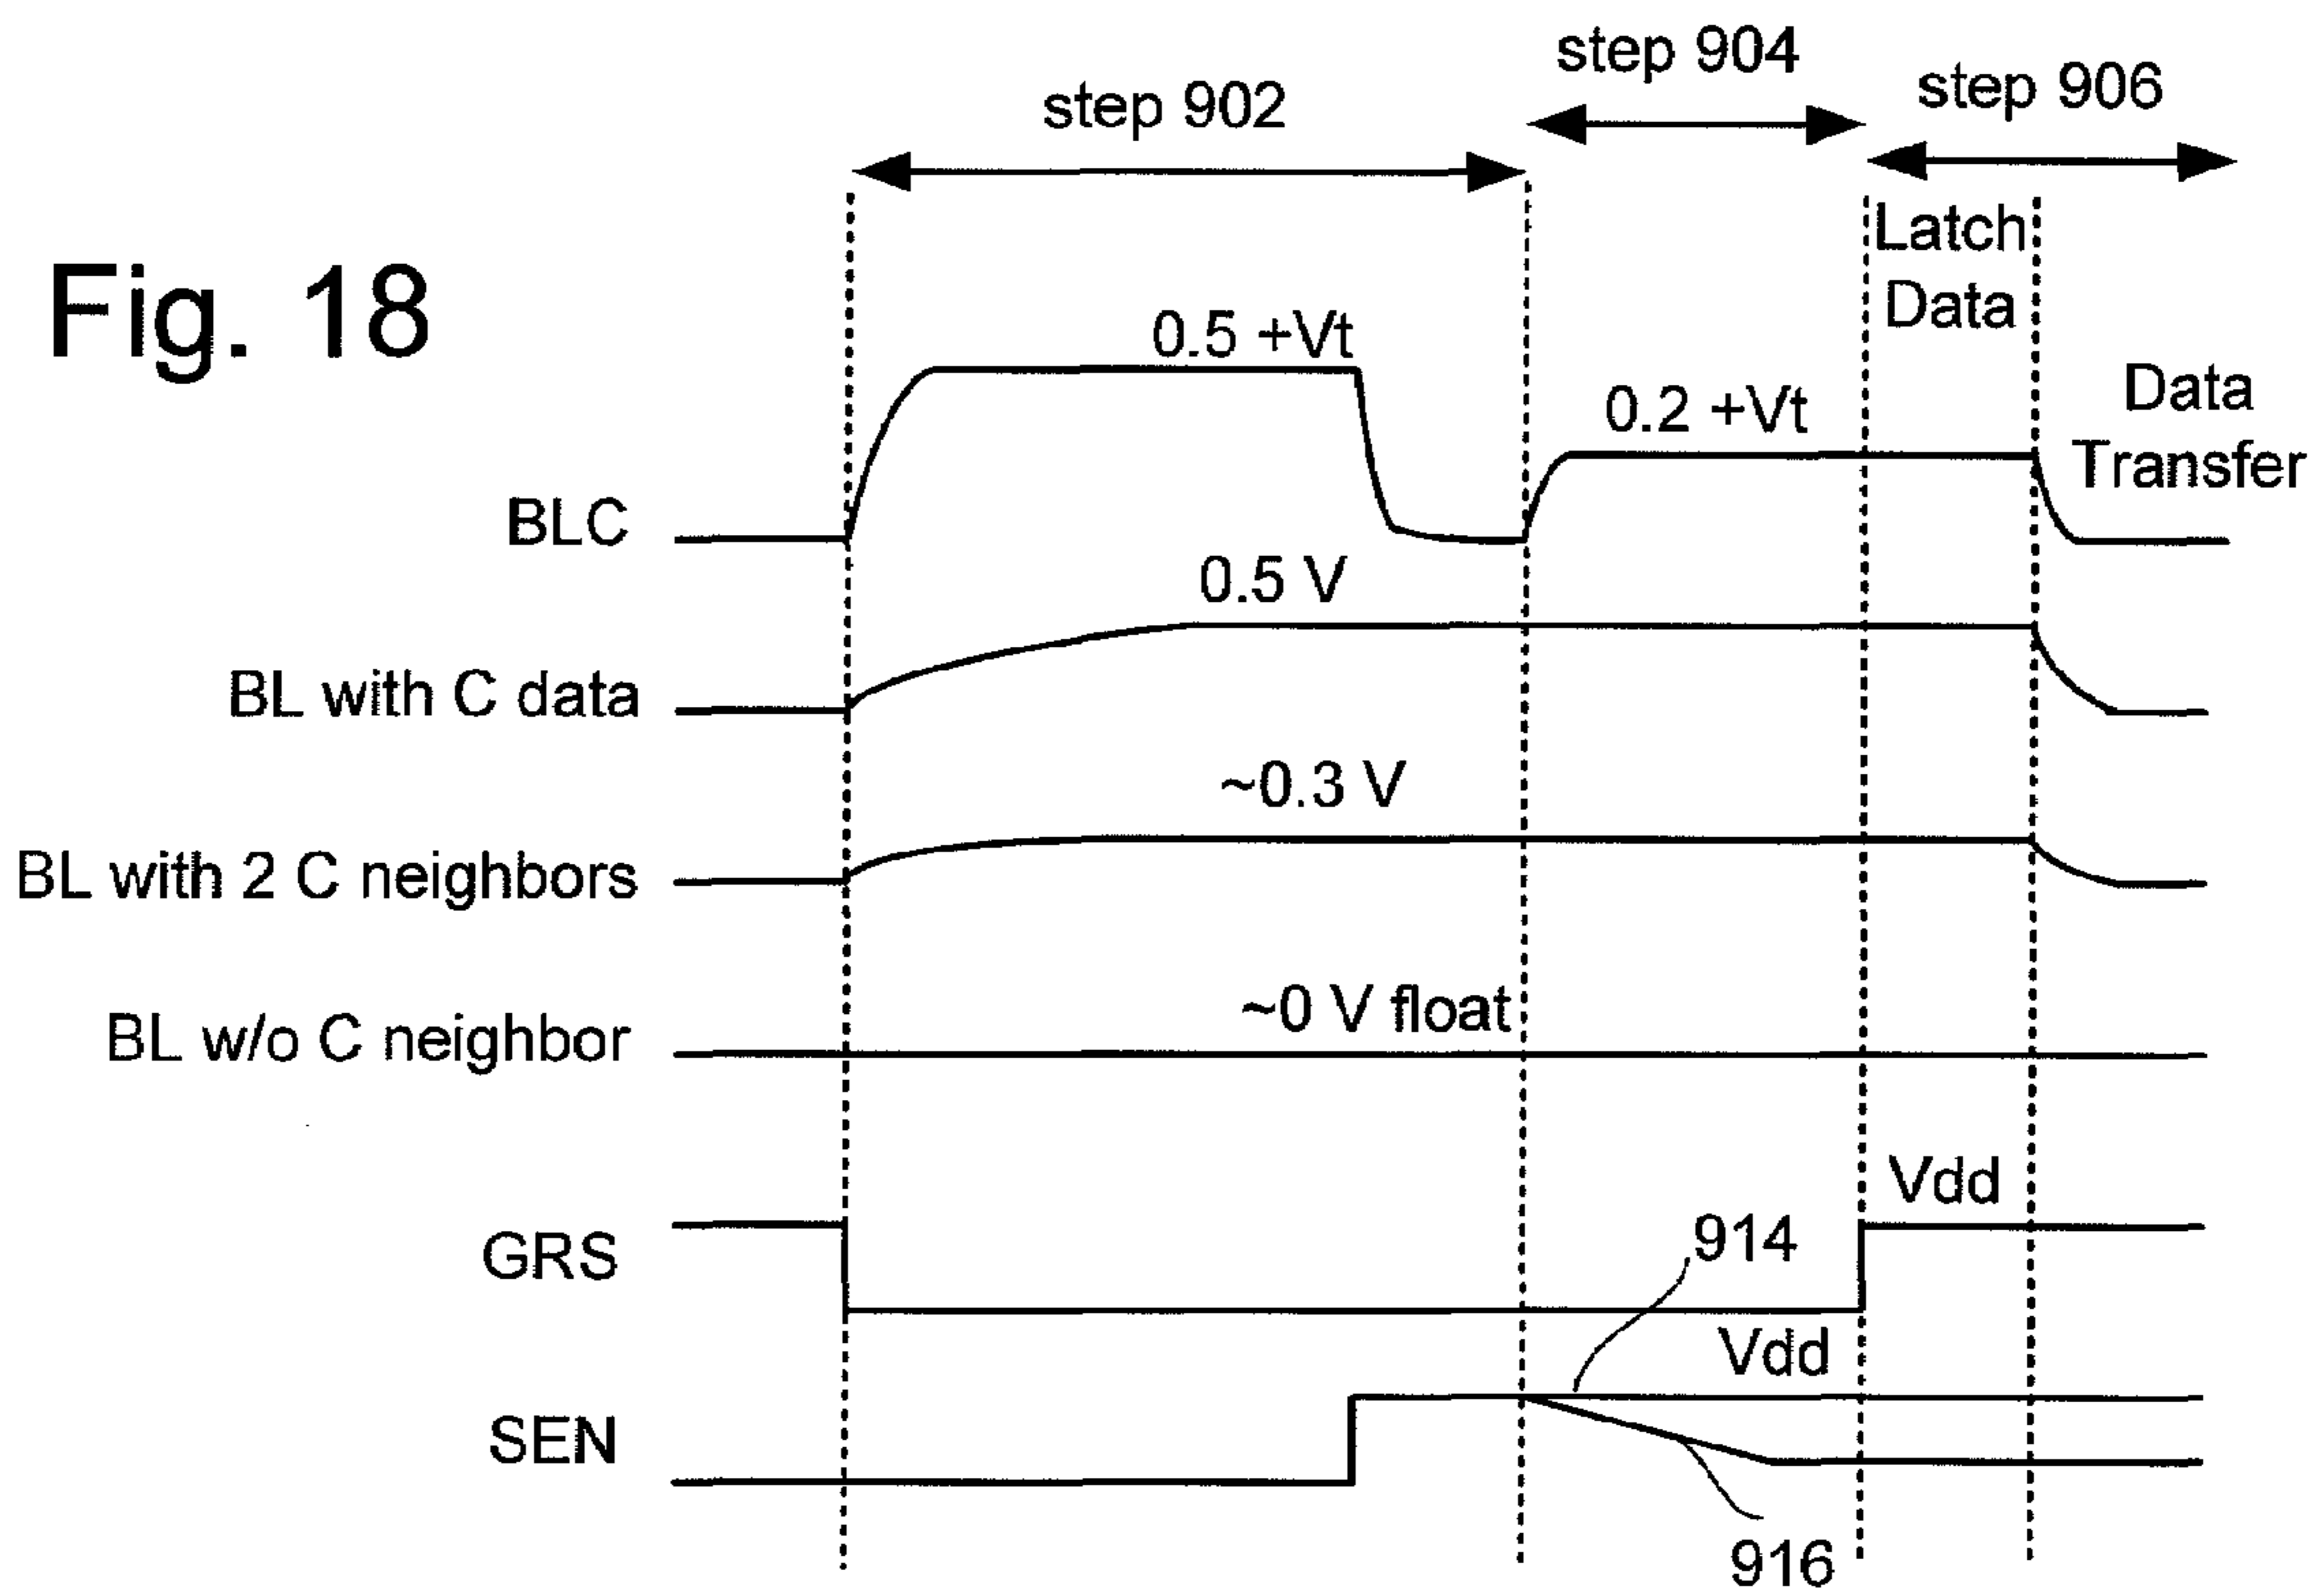 step 904
step 906
step 902
Latch
Data
Fig. 18
0.5 +Vt
0.2 +Vt
Data
Transfer
BLC
0.5 V
BL with C data
~0.3 V
BL with 2 C neighbors
~0 V float
BL w/o C neighbor
Vdd
GRS
914
Vdd
SEN
916